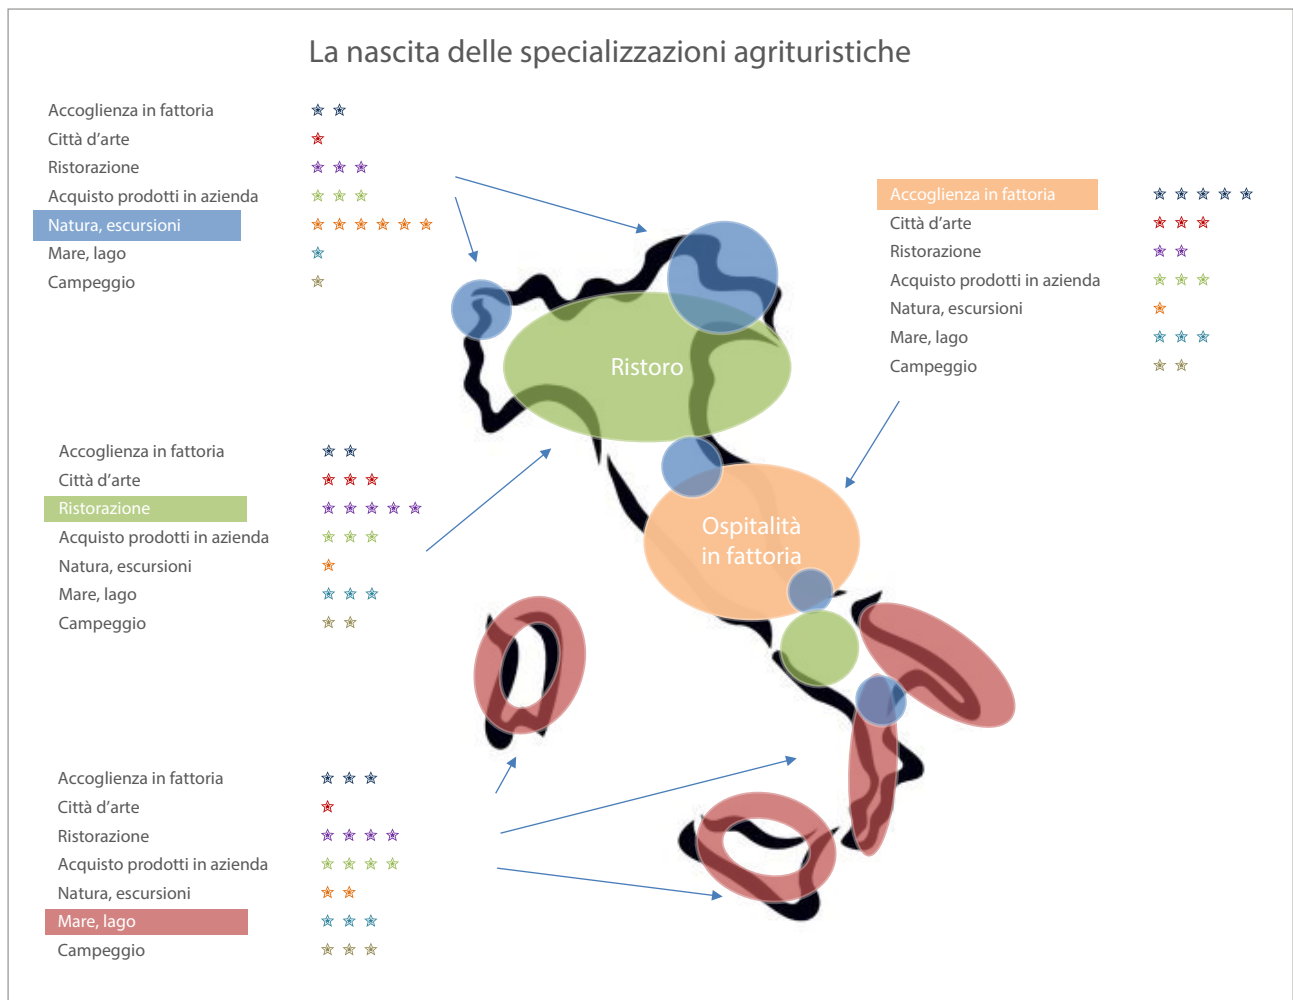 La nascita delle specializzazioni agrituristiche
Accoglienza in fattoria
Città d'arte
Ristorazione
Acquisto prodotti in azienda
Natura, escursioni
Mare, lago
Campeggio
Accoglienza in fattoria
Città d'arte
Ristorazione
Acquisto prodotti in azienda
Natura, escursioni
Mare, lago
Campeggio
Ristoro
Ospitalità
in fattoria
Accoglienza in fattoria
Città d'arte
Ristorazione
Acquisto prodotti in azienda
Natura, escursioni
Mare, lago
Campeggio
Accoglienza in fattoria
Città d'arte
Ristorazione
Acquisto prodotti in azienda
Natura, escursioni
Mare, lago
Campeggio